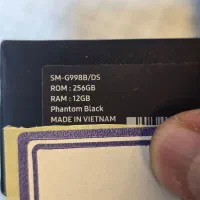 SM-G998B/DS
ROM : 256GB
RAM : 12GB
Phantom Black
MADE IN VIETNAM